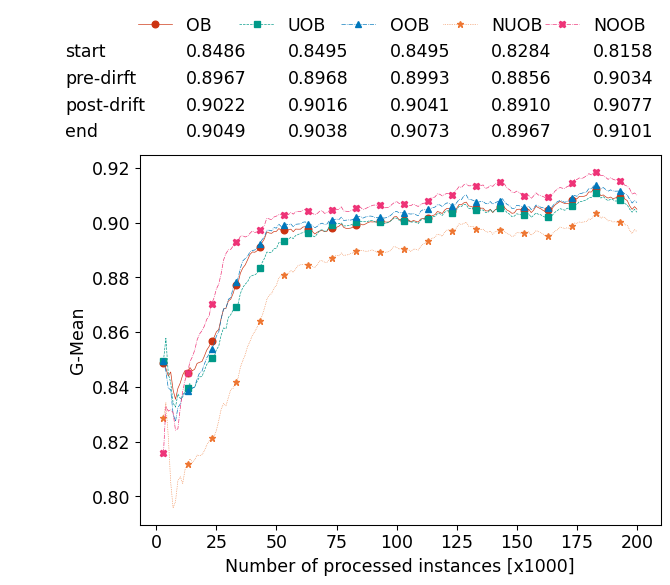 OB UOB OOB NUOB NOOB
start 0.8486 0.8495 0.8495 0.8284 0.8158
pre-dirft 0.8967 0.8968 0.8993 0.8856 0.9034
post-drift 0.9022 0.9016 0.9041 0.8910 0.9077
end 0.9049 0.9038 0.9073 0.8967 0.9101
0.92
0.90
0.88
0.86
0.84
0.82
0.80
G-Mean
0 25 50 75 100 125 150 175 200
Number of processed instances [x1000]